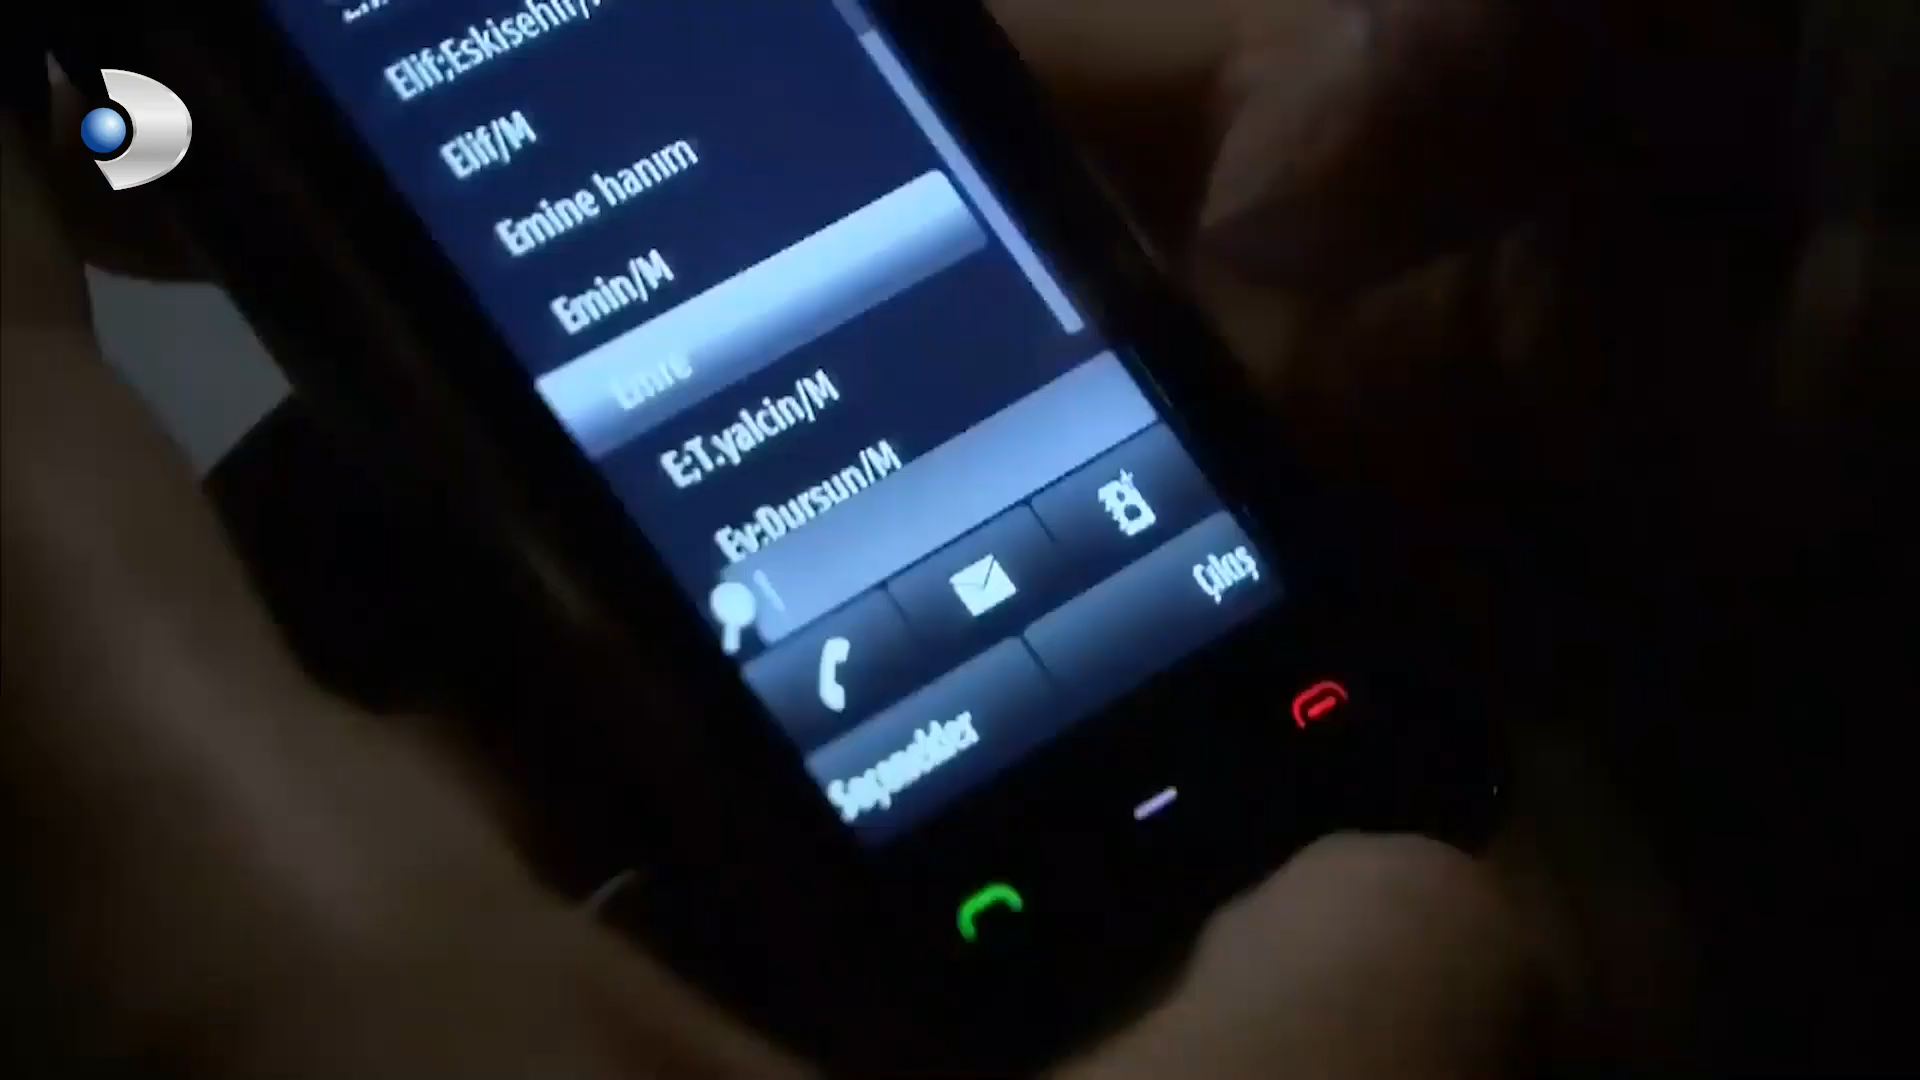 Elif;Eskisehir/
Elif/M
Emine hanım
Emin/M
Emre
E;T.yalcin/M
Ev:Dursun/M
Seçenekler
Çıkış